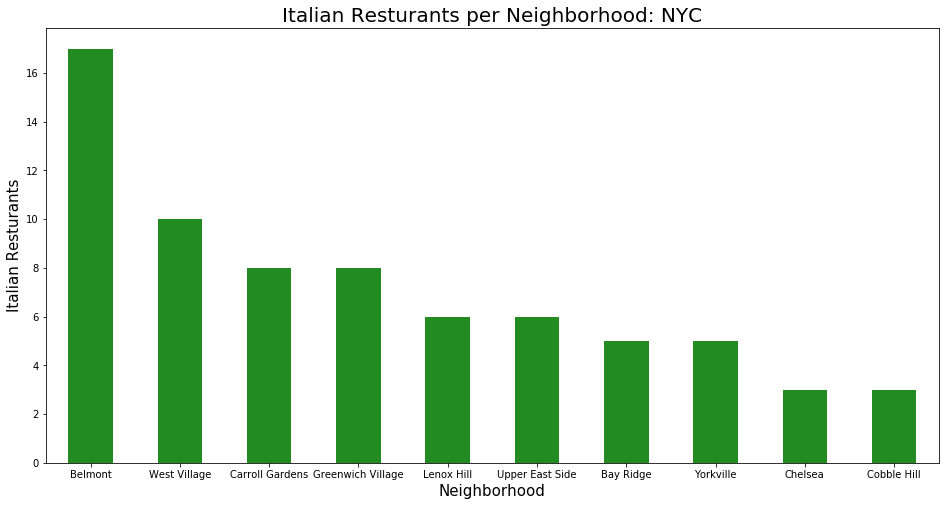 Italian Resturants per Neighborhood: NYC
Italian Resturants
16
14
12
10
8
6
4
2
0
Belmont West Village Carroll Gardens Greenwich Village Lenox Hill Upper East Side Bay Ridge Yorkville Chelsea Cobble Hill
Neighborhood